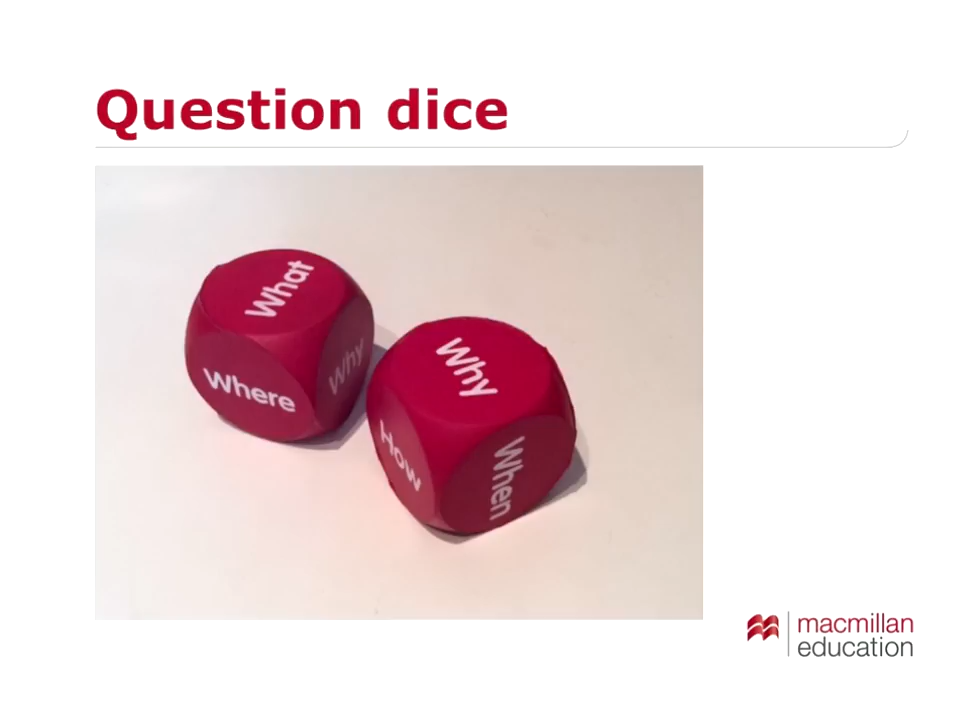 Question dice
What
Where
Why
Why
How
When
macmillan
education